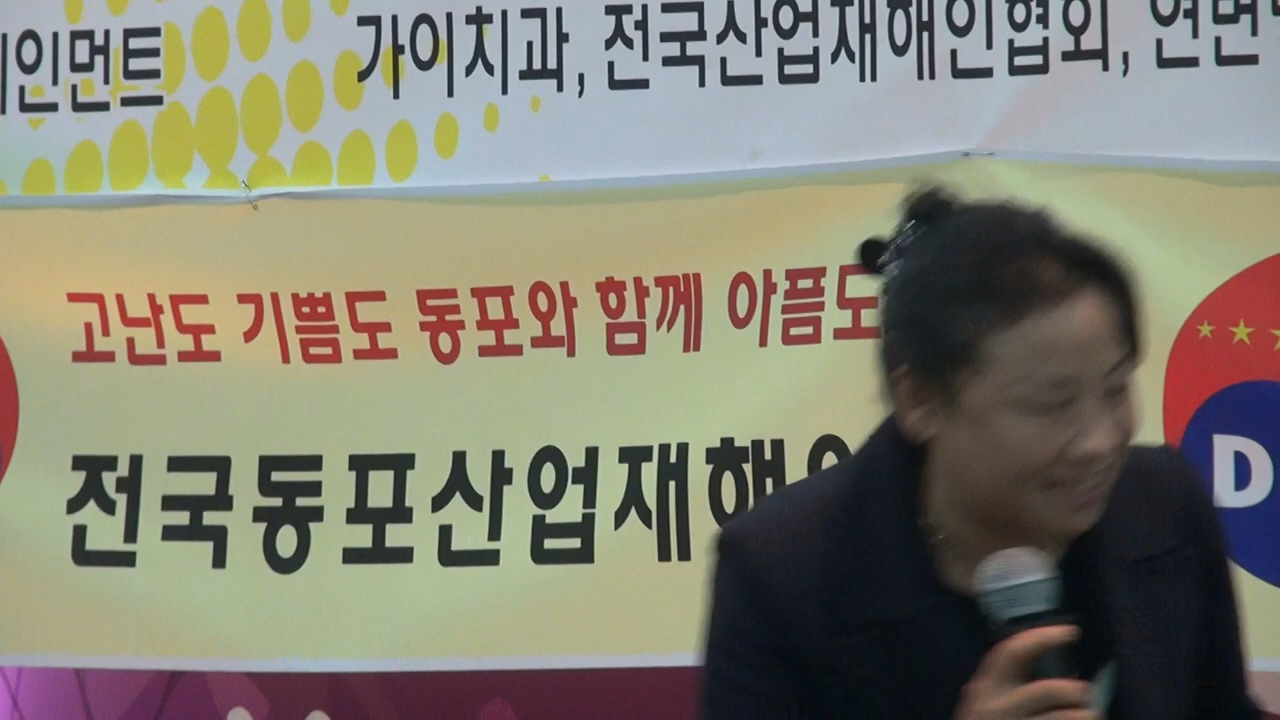 인먼트 가이치과, 전국산업재해인협회, 연변
고난도 기쁨도 동포와 함께 아픔도
전국동포산업재해
D